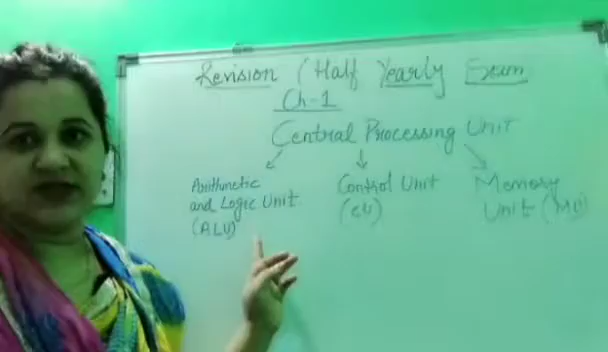 Revision (Half Yearly Exam
Ch-1
Central Processing Unit
Arithmetic
and Logic Unit
(ALU)
Control Unit
(CU)
Memory
Unit (MU)